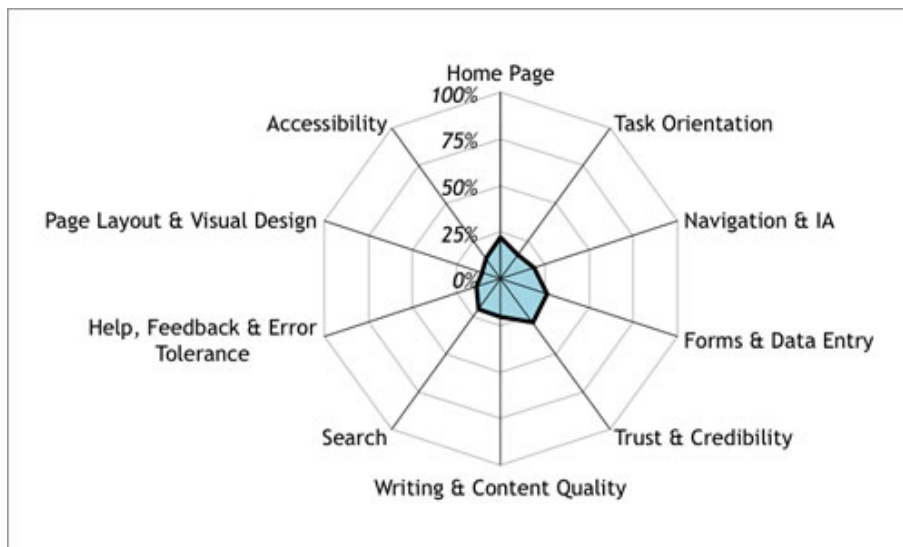 Home Page
100%
Accessibility
Task Orientation
75%
50%
Page Layout & Visual Design
Navigation & IA
25%
0%
Help, Feedback & Error
Tolerance
Forms & Data Entry
Search
Trust & Credibility
Writing & Content Quality